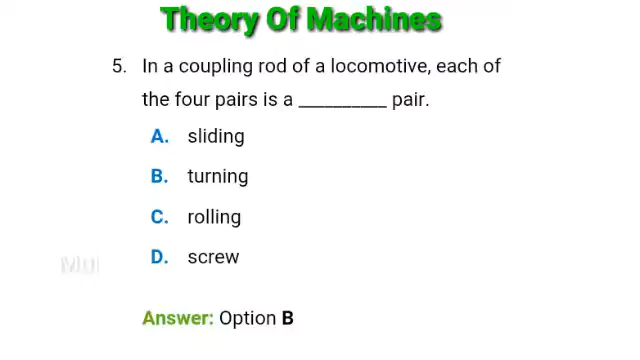 Theory Of Machines
5. In a coupling rod of a locomotive, each of
the four pairs is a __________ pair.
A. sliding
B. turning
C. rolling
D. screw
Answer: Option B